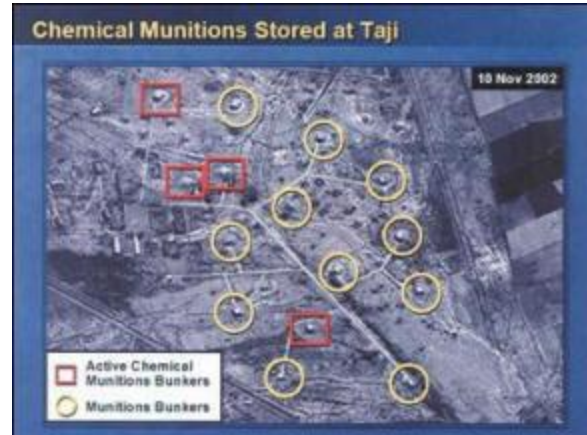 Chemical Munitions Stored at Taji
10 Nov 2002
Active Chemical
Munitions Bunkers
Munitions Bunkers